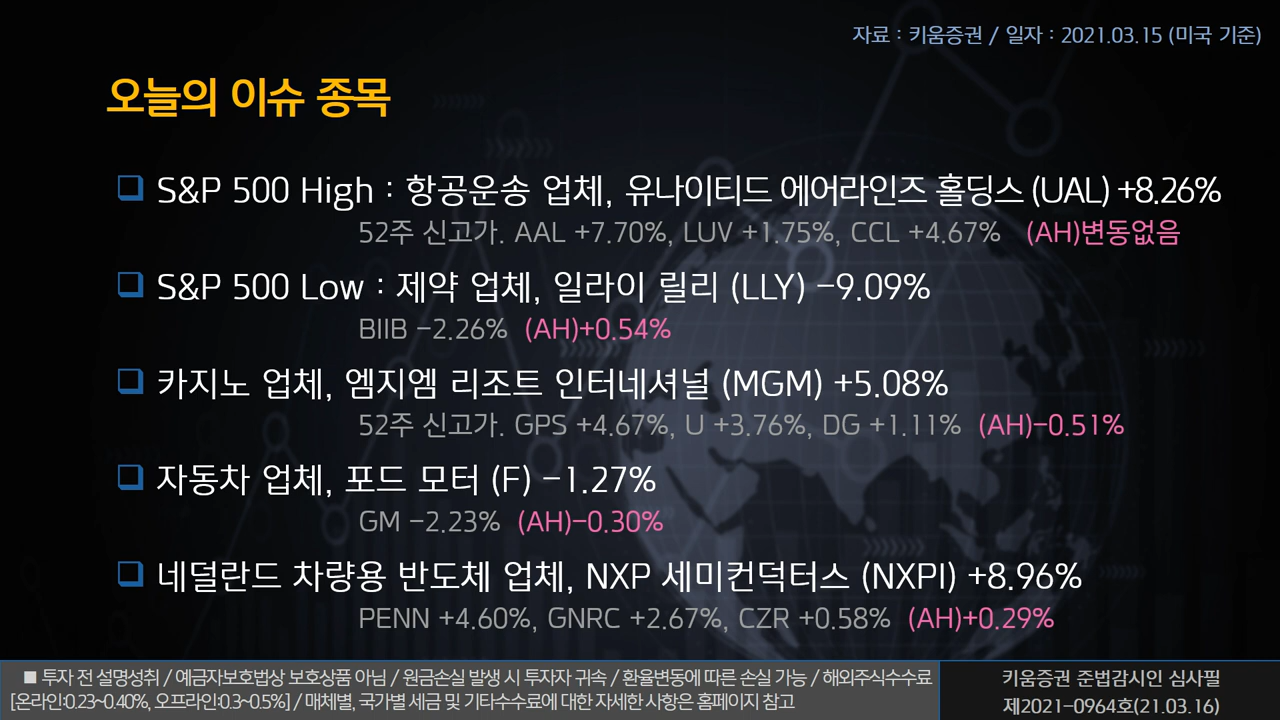 자료 : 키움증권 / 일자 : 2021.03.15 (미국 기준)
오늘의 이슈 종목
❑ S&P 500 High : 항공운송 업체, 유나이티드 에어라인즈 홀딩스 (UAL) +8.26%
52주 신고가. AAL +7.70%, LUV +1.75%, CCL +4.67% (AH)변동없음
❑ S&P 500 Low : 제약 업체, 일라이 릴리 (LLY) -9.09%
BIIB -2.26% (AH)+0.54%
❑ 카지노 업체, 엠지엠 리조트 인터네셔널 (MGM) +5.08%
52주 신고가. GPS +4.67%, U +3.76%, DG +1.11% (AH)-0.51%
❑ 자동차 업체, 포드 모터 (F) -1.27%
GM -2.23% (AH)-0.30%
❑ 네덜란드 차량용 반도체 업체, NXP 세미컨덕터스 (NXPI) +8.96%
PENN +4.60%, GNRC +2.67%, CZR +0.58% (AH)+0.29%
■ 투자 전 설명성취 / 예금자보호법상 보호상품 아님 / 원금손실 발생 시 투자자 귀속 / 환율변동에 따른 손실 가능 / 해외주식수수료
[온라인:0.23~0.40%, 오프라인:0.3~0.5%] / 매체별, 국가별 세금 및 기타수수료에 대한 자세한 사항은 홈페이지 참고
키움증권 준법감시인 심사필
제2021-0964호(21.03.16)